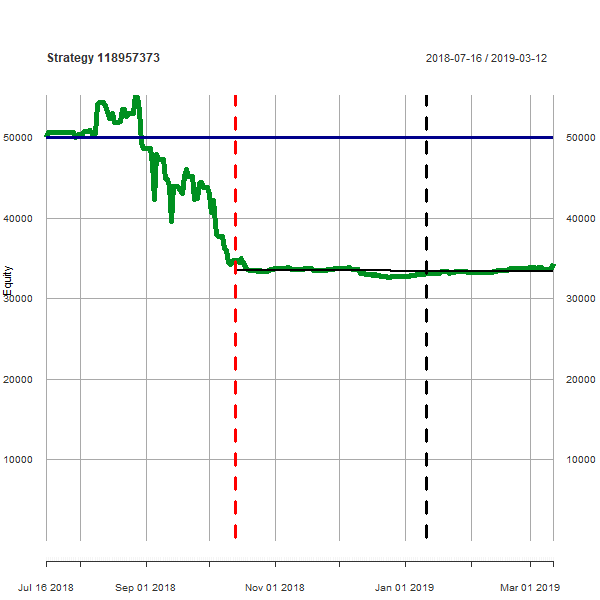 Strategy 118957373 2018-07-16 / 2019-03-12
50000 50000
40000 40000
Equity
30000 30000
20000 20000
10000 10000
Jul 16 2018 Sep 01 2018 Nov 01 2018 Jan 01 2019 Mar 01 2019